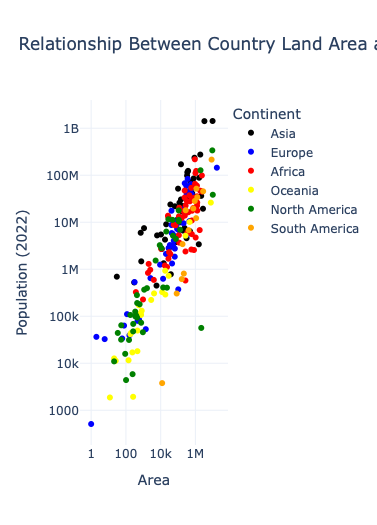 Relationship Between Country Land Area a
Continent
Asia
Europe
Africa
Oceania
North America
South America
1B
100M
10M
1M
100k
10k
1000
Population (2022)
1
100
10k
1M
Area